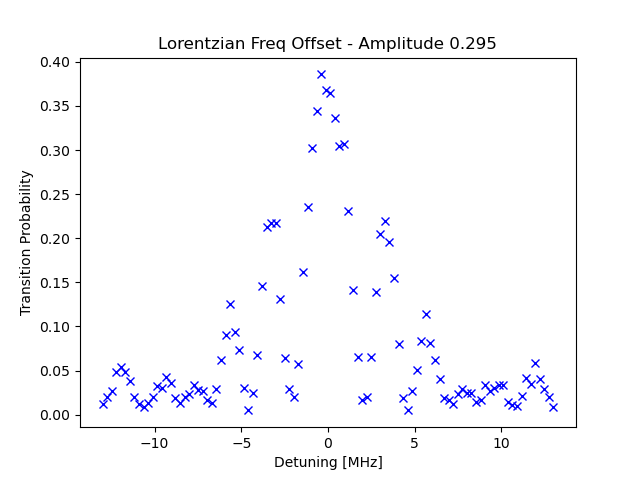 Lorentzian Freq Offset - Amplitude 0.295
Transition Probability
0.40
0.35
0.30
0.25
0.20
0.15
0.10
0.05
0.00
−10 −5 0 5 10
Detuning [MHz]